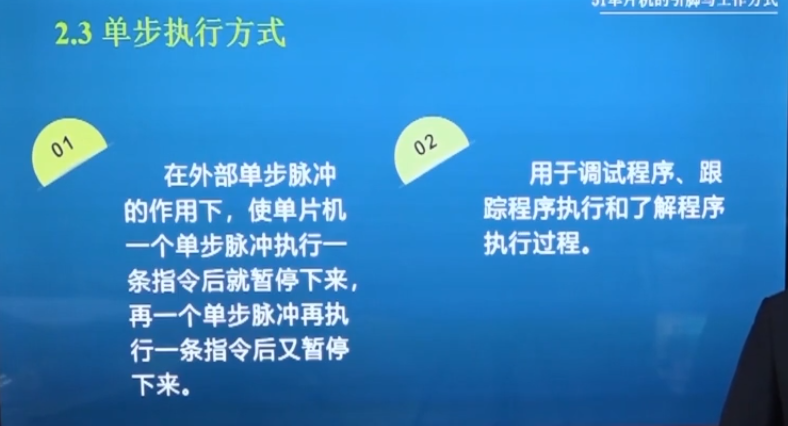 51单片机的引脚与工作方式
2.3 单步执行方式
01
在外部单步脉冲
的作用下，使单片机
一个单步脉冲执行一
条指令后就暂停下来，
再一个单步脉冲再执
行一条指令后又暂停
下来。
02
用于调试程序、跟
踪程序执行和了解程序
执行过程。